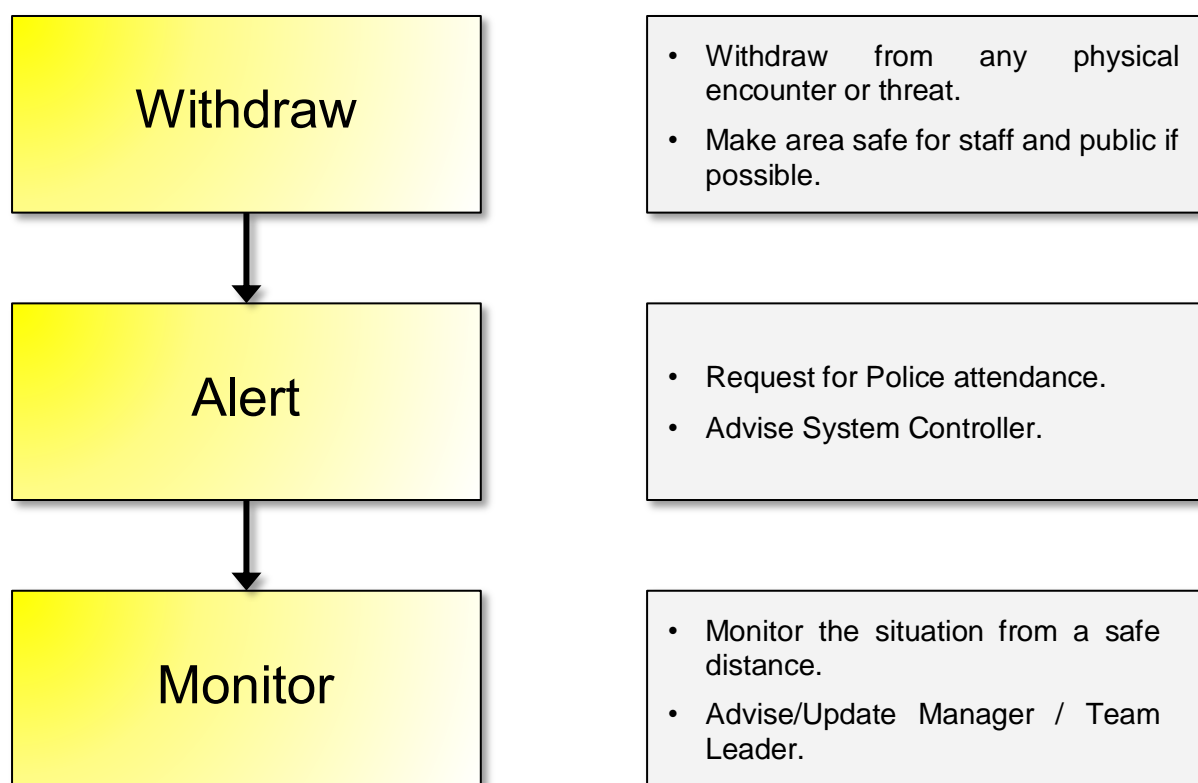 Withdraw
• Withdraw from any physical
encounter or threat.
• Make area safe for staff and public if
possible.
Alert
• Request for Police attendance.
• Advise System Controller.
Monitor
• Monitor the situation from a safe
distance.
• Advise/Update Manager / Team
Leader.